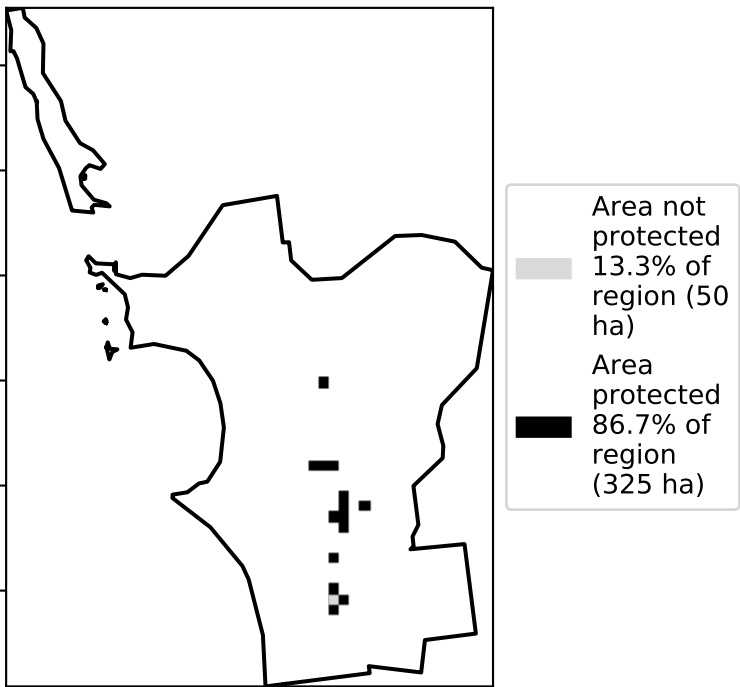 Area not
protected
13.3% of
region (50
ha)
Area
protected
86.7% of
region
(325 ha)